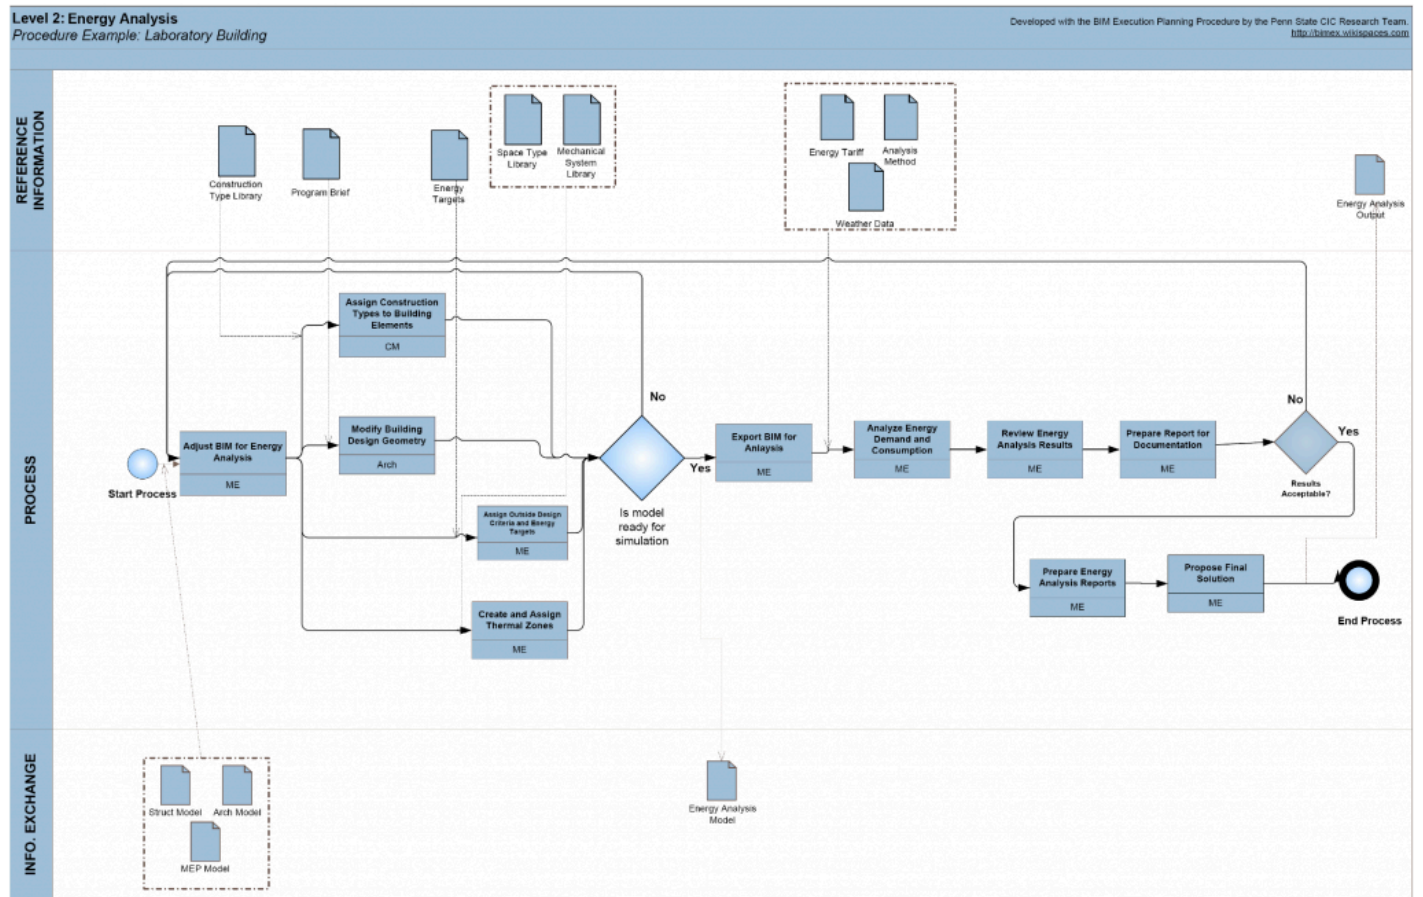 Level 2: Energy Analysis
Procedure Example: Laboratory Building
Developed with the BIM Execution Planning Procedure by the Penn State CIC Research Team.
http://bimex.wikispaces.com
REFERENCE
INFORMATION
Construction
Type Library
Program Brief
Energy
Targets
Space Type
Library
Mechanical
System
Library
Energy Tariff
Analysis
Method
Weather Data
Energy Analysis
Output
PROCESS
Start Process
Adjust BIM for Energy
Analysis
ME
Assign Construction
Types to Building
Elements
CM
Modify Building
Design Geometry
Arch
Assign Outside Design
Criteria and Energy
Targets
ME
Create and Assign
Thermal Zones
ME
No
Yes
Is model
ready for
simulation
Export BIM for
Anlaysis
ME
Analyze Energy
Demand and
Consumption
ME
Review Energy
Analysis Results
ME
Prepare Report for
Documentation
ME
No
Yes
Results
Acceptable?
Prepare Energy
Analysis Reports
ME
Propose Final
Solution
ME
End Process
INFO. EXCHANGE
Struct Model
Arch Model
MEP Model
Energy Analysis
Model